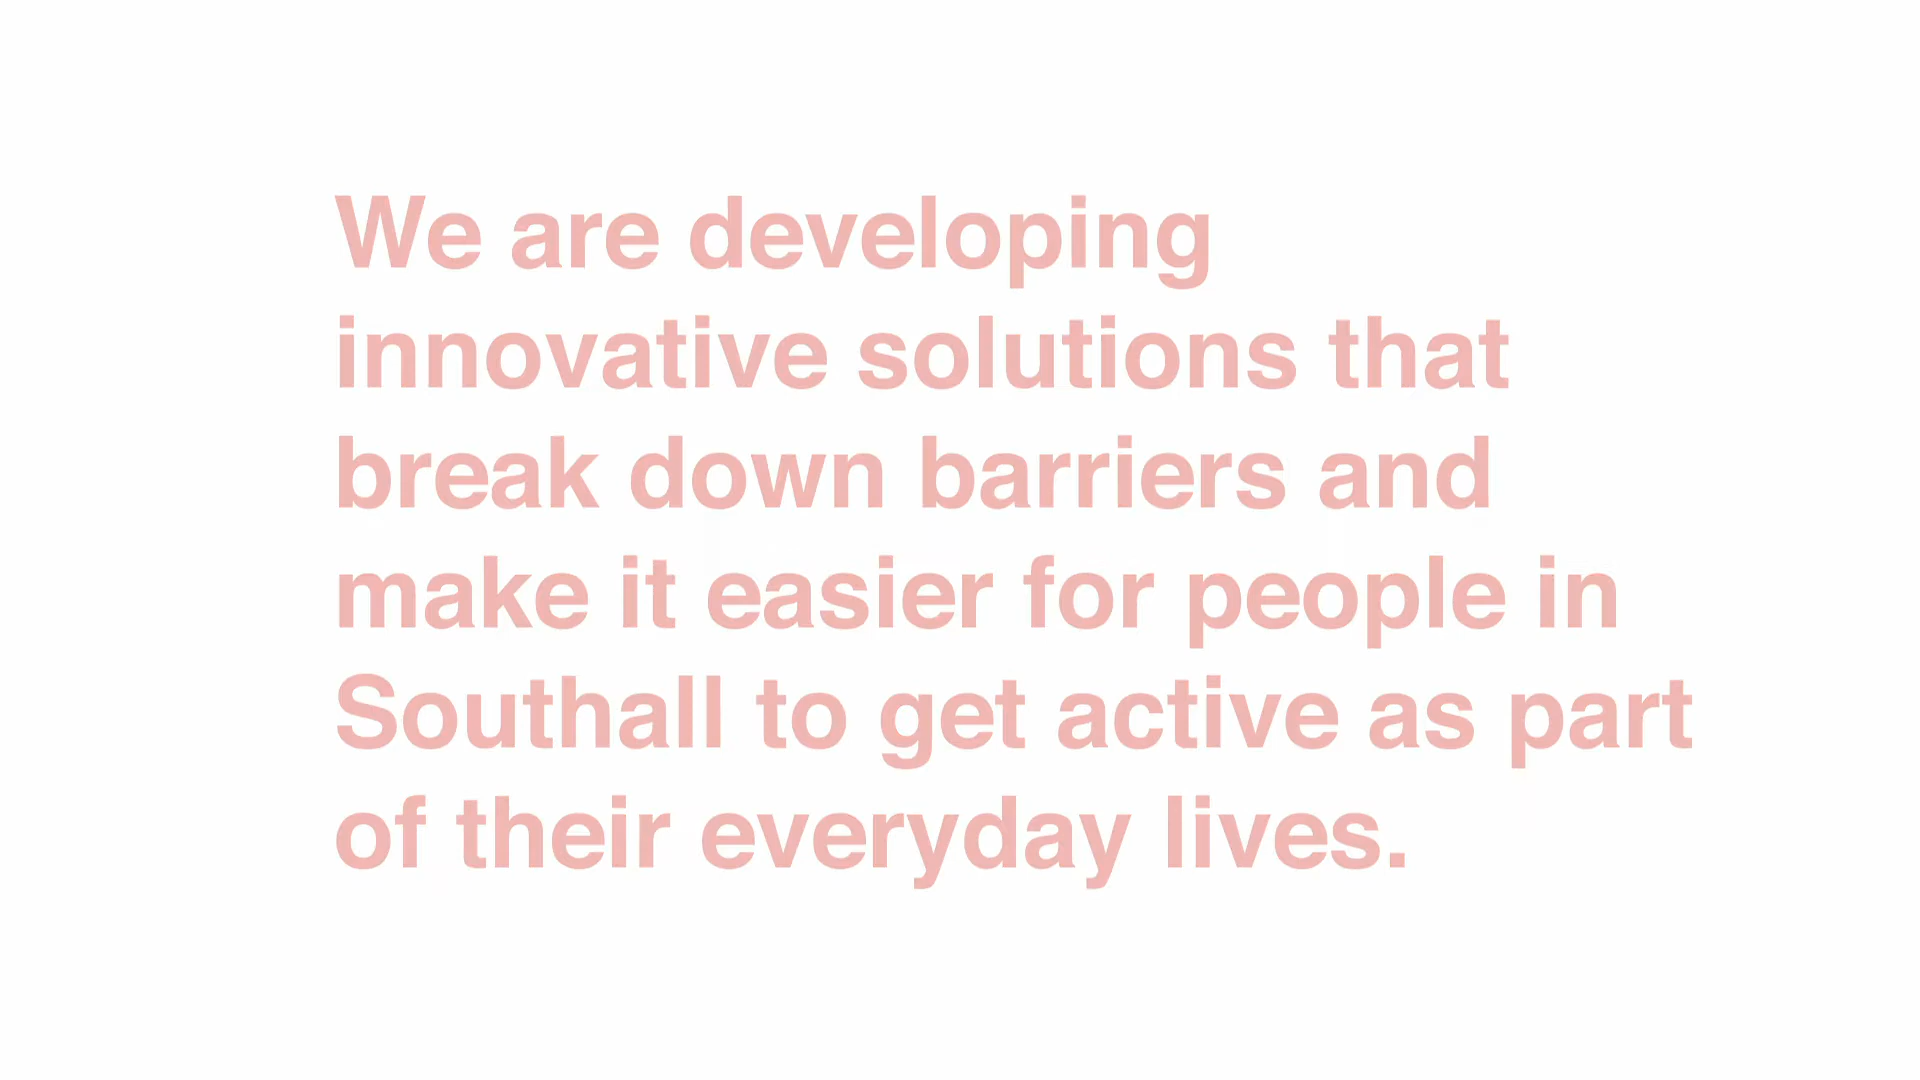 We are developing
innovative solutions that
break down barriers and
make it easier for people in
Southall to get active as part
of their everyday lives.